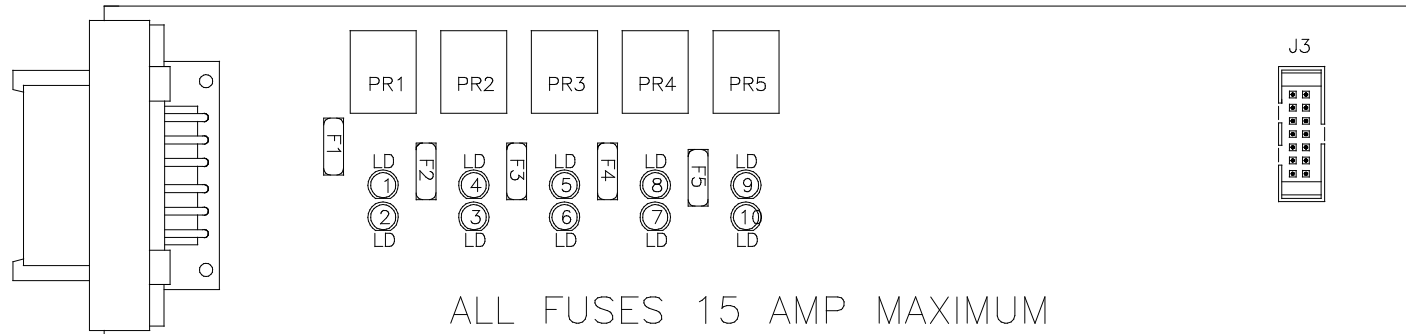 J3
PR1 PR2 PR3 PR4 PR5
F1 F2 F3 F4 F5
LD LD LD LD LD
1 4 5 8 9
2 3 6 7 10
LD LD LD LD LD
ALL FUSES 15 AMP MAXIMUM